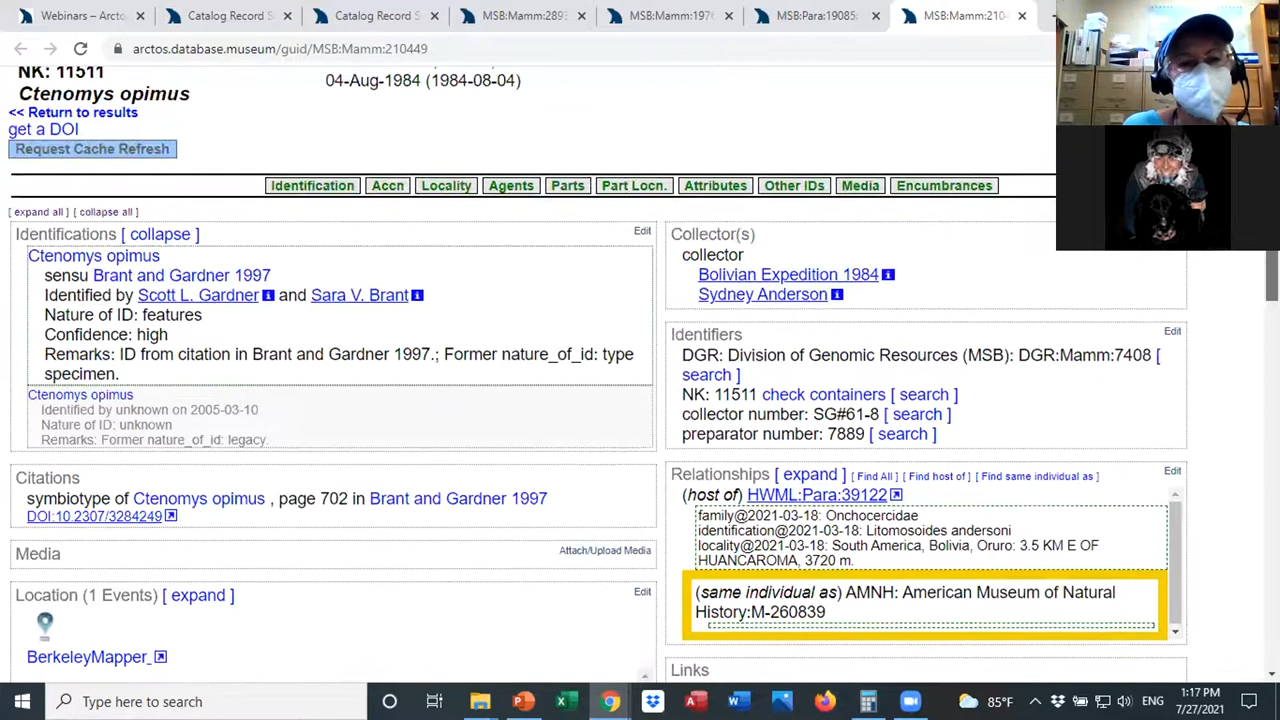 Webinars – Arcto
Catalog Record S
Catalog Record S
MSB:Mamm:289
MSB:Mamm:1976
MSB:Para:19085
MSB:Mamm:210
arctos.database.museum/guid/MSB:Mamm:210449
NK: 11511
Ctenomys opimus
04-Aug-1984 (1984-08-04)
<< Return to results
get a DOI
Request Cache Refresh
Identification Accn Locality Agents Parts Part Locn. Attributes Other IDs Media Encumbrances
[ expand all ] [ collapse all ]
Identifications [ collapse ] Edit
Ctenomys opimus
sensu Brant and Gardner 1997
Identified by Scott L. Gardner and Sara V. Brant
Nature of ID: features
Confidence: high
Remarks: ID from citation in Brant and Gardner 1997.; Former nature_of_id: type
specimen.
Ctenomys opimus
Identified by unknown on 2005-03-10
Nature of ID: unknown
Remarks: Former nature_of_id: legacy.
Citations
symbiotype of Ctenomys opimus , page 702 in Brant and Gardner 1997
DOI:10.2307/3284249
Media Attach/Upload Media
Location (1 Events) [ expand ] Edit
BerkeleyMapper
Collector(s)
collector
Bolivian Expedition 1984
Sydney Anderson
Identifiers Edit
DGR: Division of Genomic Resources (MSB): DGR:Mamm:7408 [
search ]
NK: 11511 check containers [ search ]
collector number: SG#61-8 [ search ]
preparator number: 7889 [ search ]
Relationships [ expand ] [ Find All ] [ Find host of ] [ Find same individual as ] Edit
(host of) HWML:Para:39122
family@2021-03-18: Onchocercidae
identification@2021-03-18: Litomosoides andersoni
locality@2021-03-18: South America, Bolivia, Oruro: 3.5 KM E OF
HUANCAROMA, 3720 m.
(same individual as) AMNH: American Museum of Natural
History:M-260839
Links
Type here to search
85°F
ENG
1:17 PM
7/27/2021